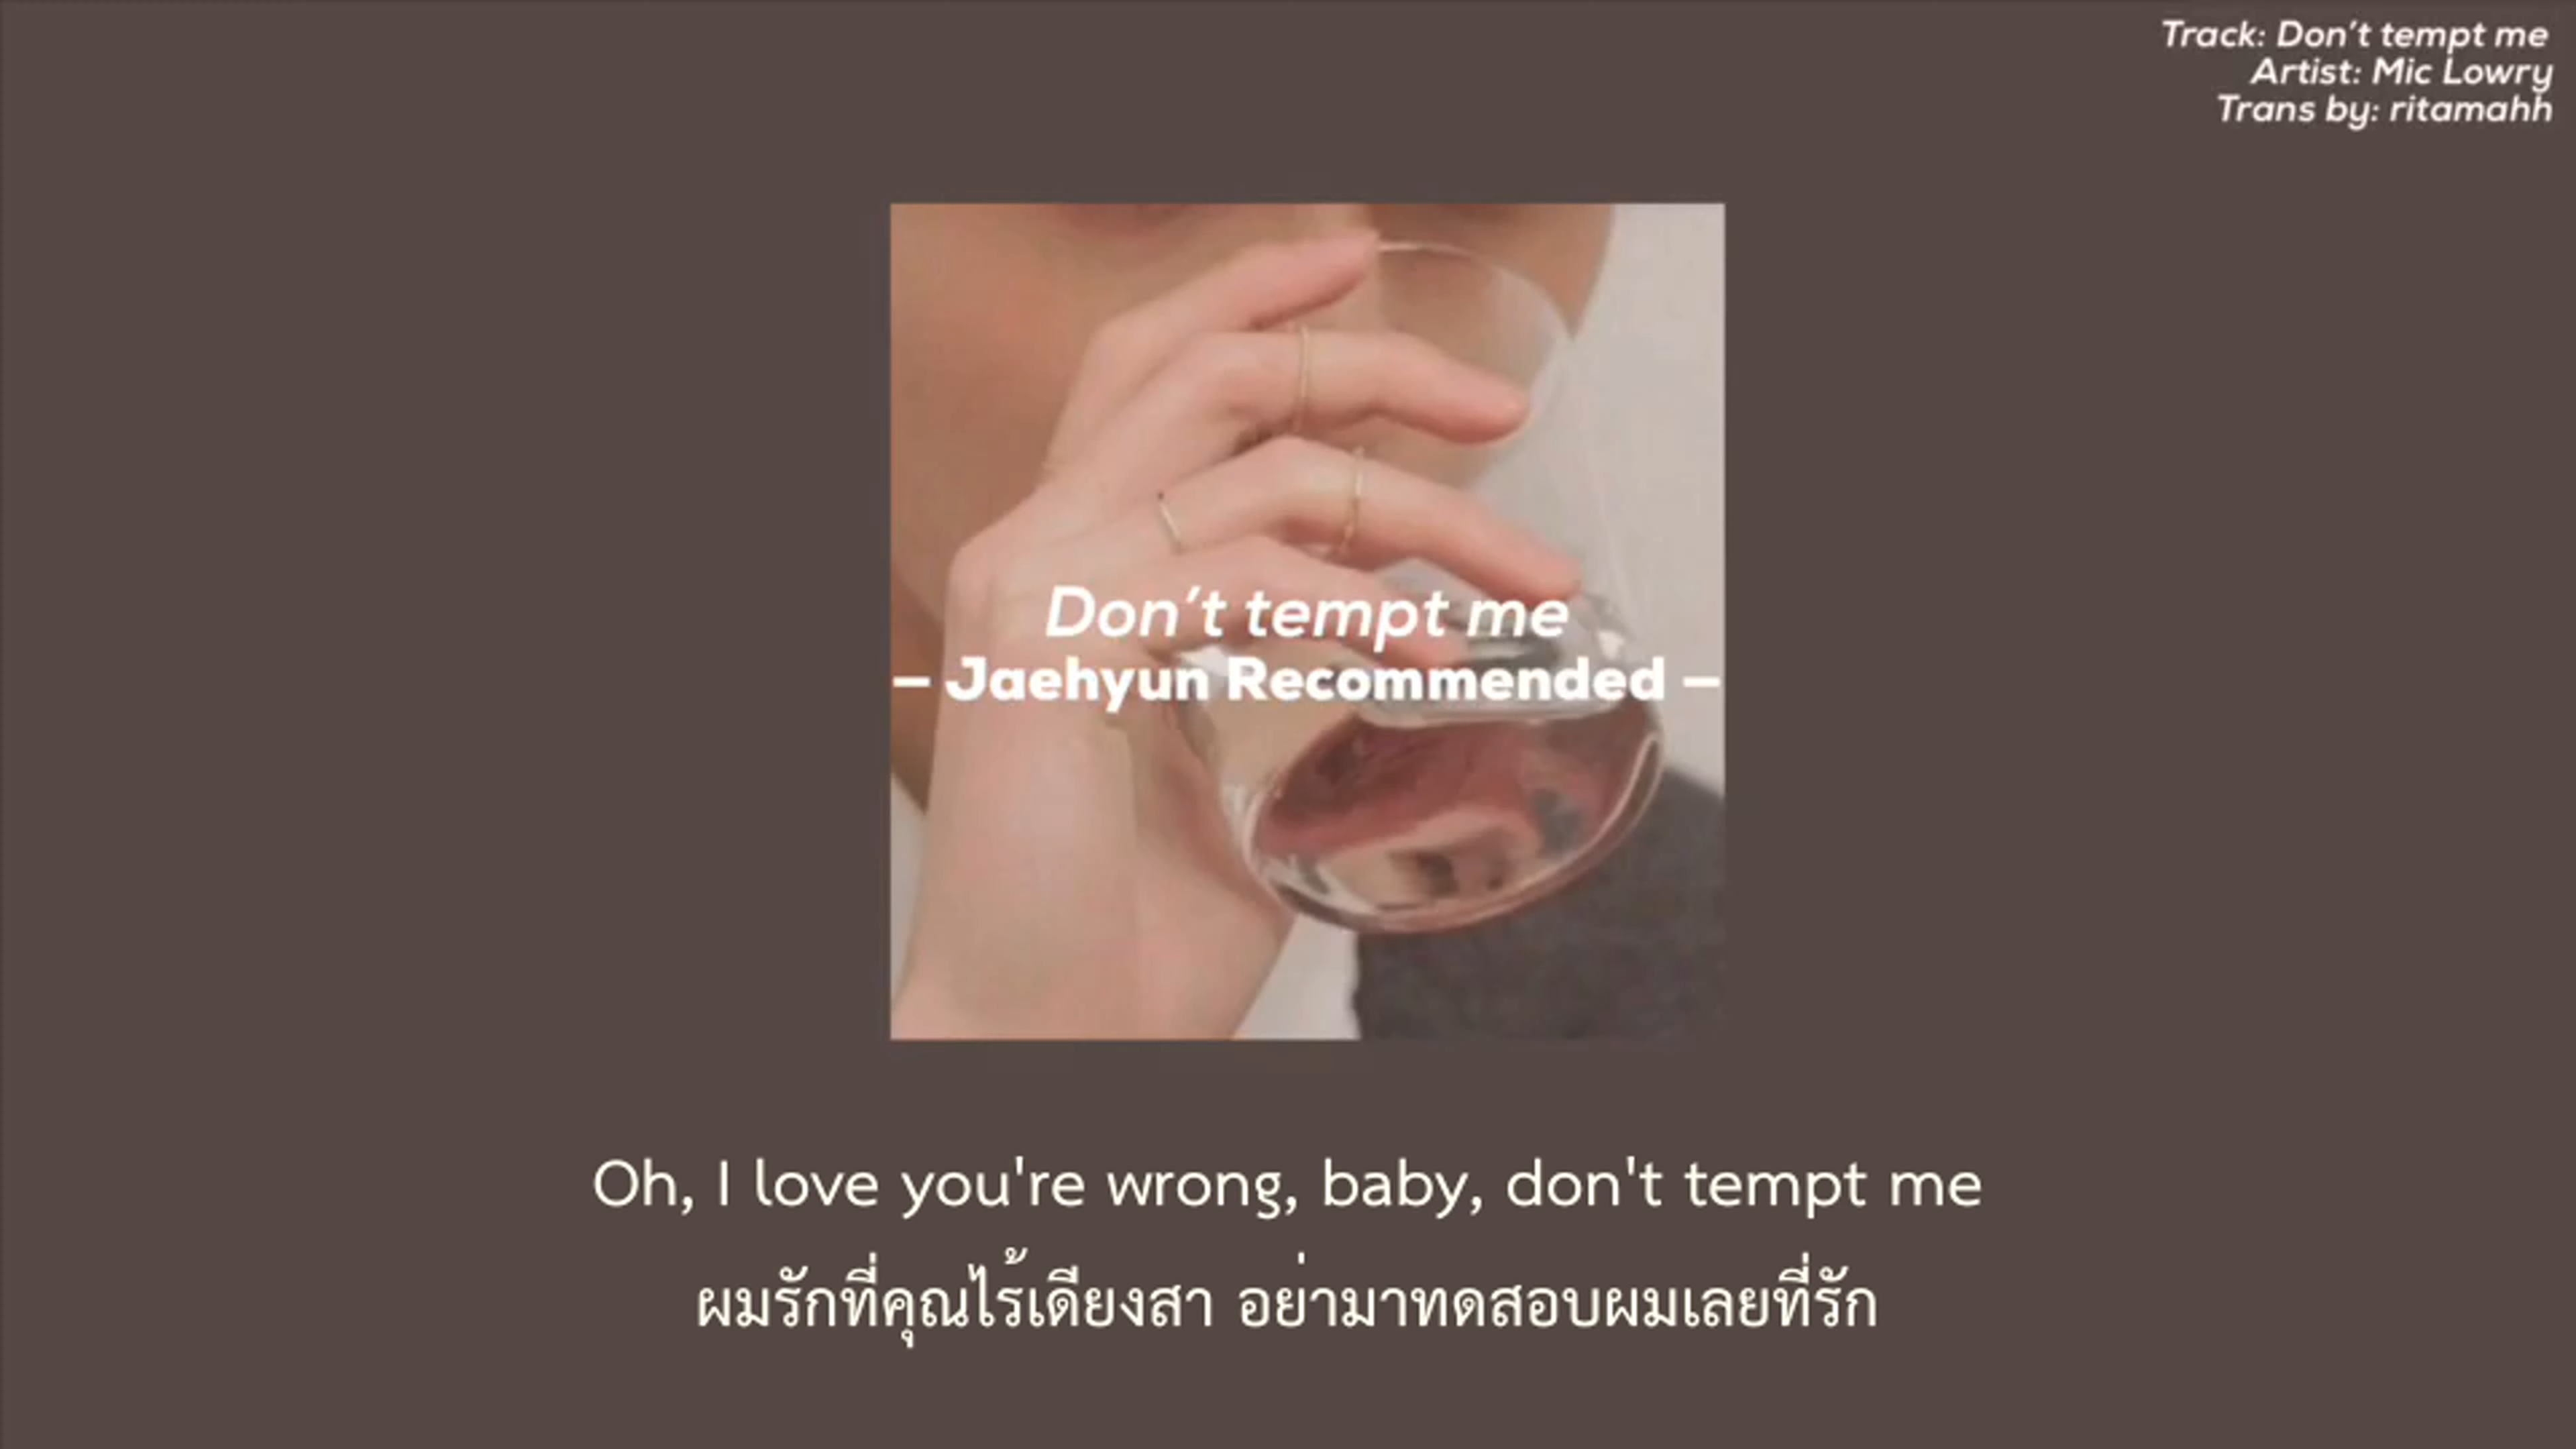 Track: Don't tempt me
Artist: Mic Lowry
Trans by: ritamahh
Don't tempt me
– Jaehyun Recommended –
Oh, I love you're wrong, baby, don't tempt me
ผมรักที่คุณไร้เดียงสา อย่ามาทดสอบผมเลยที่รัก